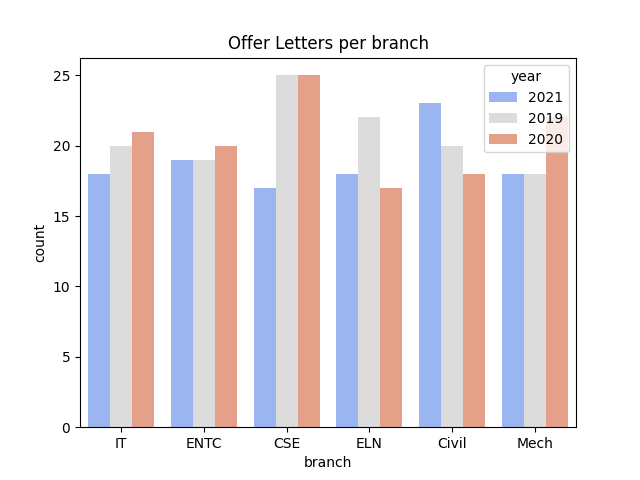 Offer Letters per branch
year
2021
2019
2020
25
20
15
10
5
0
count
IT ENTC CSE ELN Civil Mech
branch